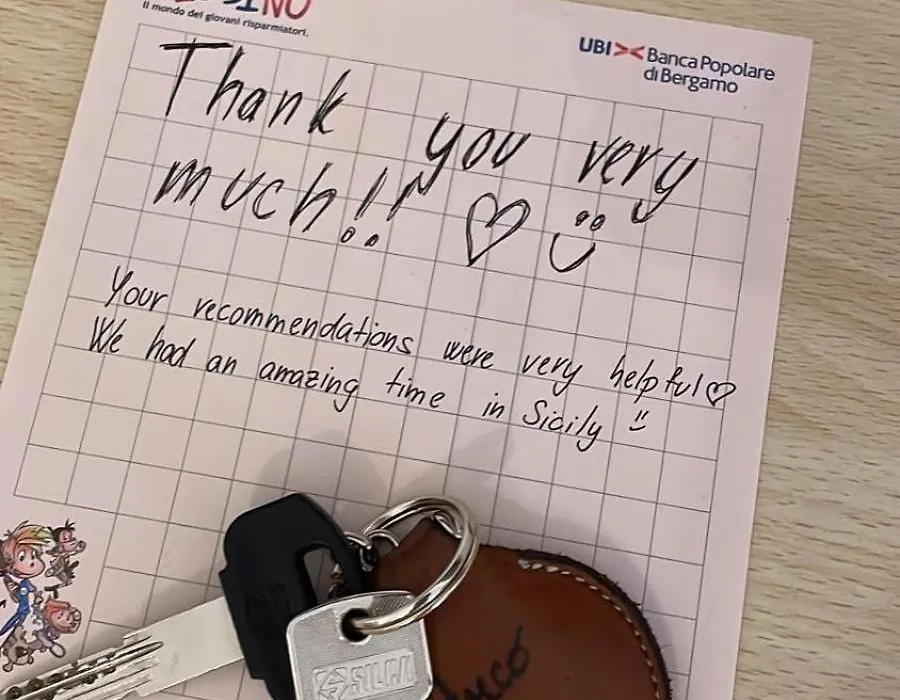 Il mondo dei giovani risparmiatori.
UBI Banca Popolare
di Bergamo
Thank you very
much!!
Your recommendations were very helpful
We had an amazing time in Sicily
SILCA